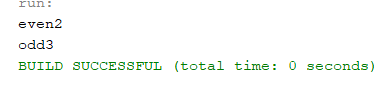 run:
even2
odd3
BUILD SUCCESSFUL (total time: 0 seconds)